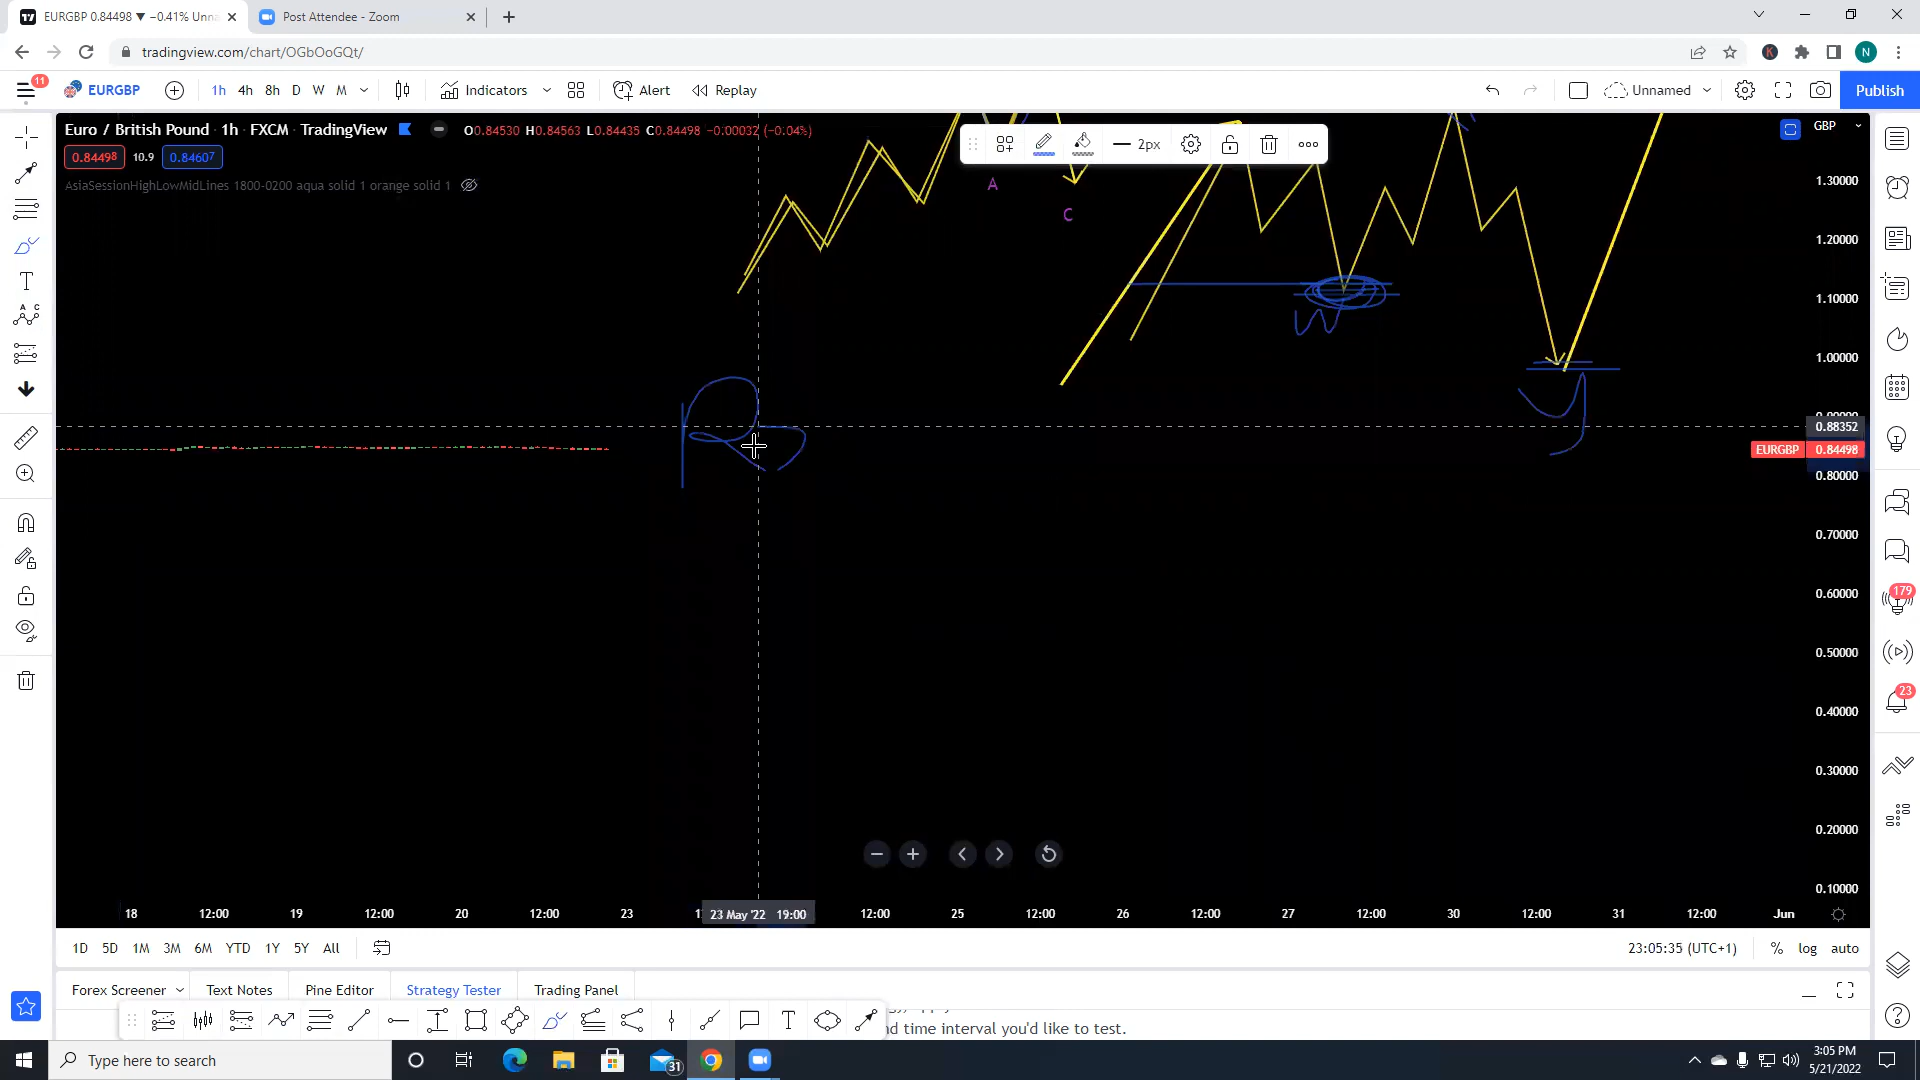 EURGBP 0.84498 ▼ −0.41% Unna
Post Attendee - Zoom
tradingview.com/chart/OGbOoGQt/
N
11
EURGBP
1h 4h 8h D W M
Indicators
Alert
Replay
Unnamed
Publish
Euro / British Pound · 1h · FXCM · TradingView
O0.84530 H0.84563 L0.84435 C0.84498 −0.00032 (−0.04%)
2px
GBP
0.84498 10.9 0.84607
AsiaSessionHighLowMidLines 1800-0200 aqua solid 1 orange solid 1
A
C
W
y
R
1.30000
1.20000
1.10000
1.00000
0.90000
0.88352
EURGBP 0.84498
0.80000
0.70000
0.60000
0.50000
0.40000
0.30000
0.20000
0.10000
179
23
18 12:00 19 12:00 20 12:00 23 23 May '22 19:00 12:00 25 12:00 26 12:00 27 12:00 30 12:00 31 12:00 Jun
1D 5D 1M 3M 6M YTD 1Y 5Y All
23:05:35 (UTC+1) % log auto
Forex Screener Text Notes Pine Editor Strategy Tester Trading Panel
nd time interval you'd like to test.
Type here to search
31
3:05 PM
5/21/2022